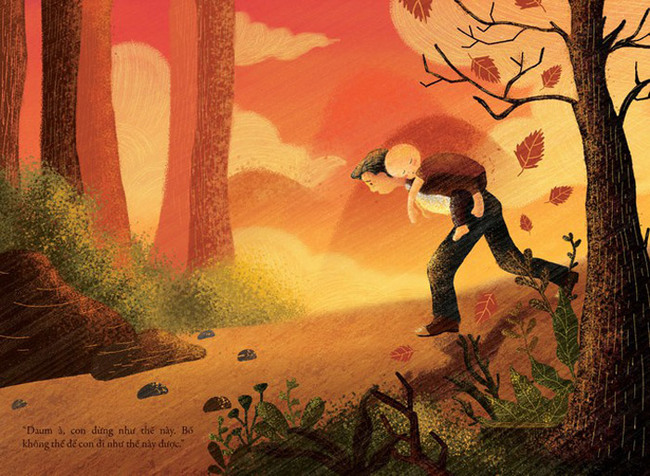 "Daum à, con đừng như thế này. Bố
không thể để con đi như thế này được."